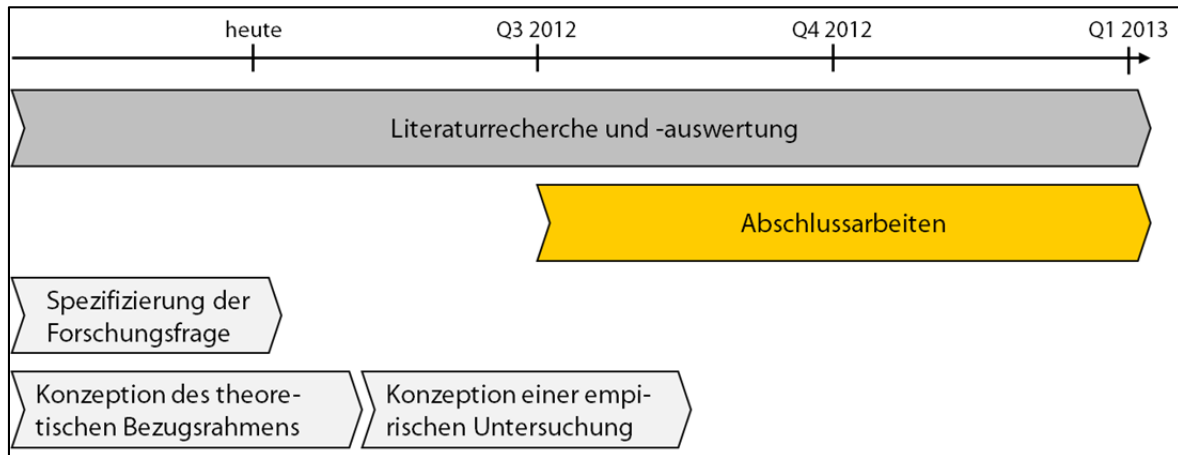 heute Q3 2012 Q4 2012 Q1 2013
Literaturrecherche und -auswertung
Abschlussarbeiten
Spezifizierung der
Forschungsfrage
Konzeption des theore-
tischen Bezugsrahmens
Konzeption einer empi-
rischen Untersuchung